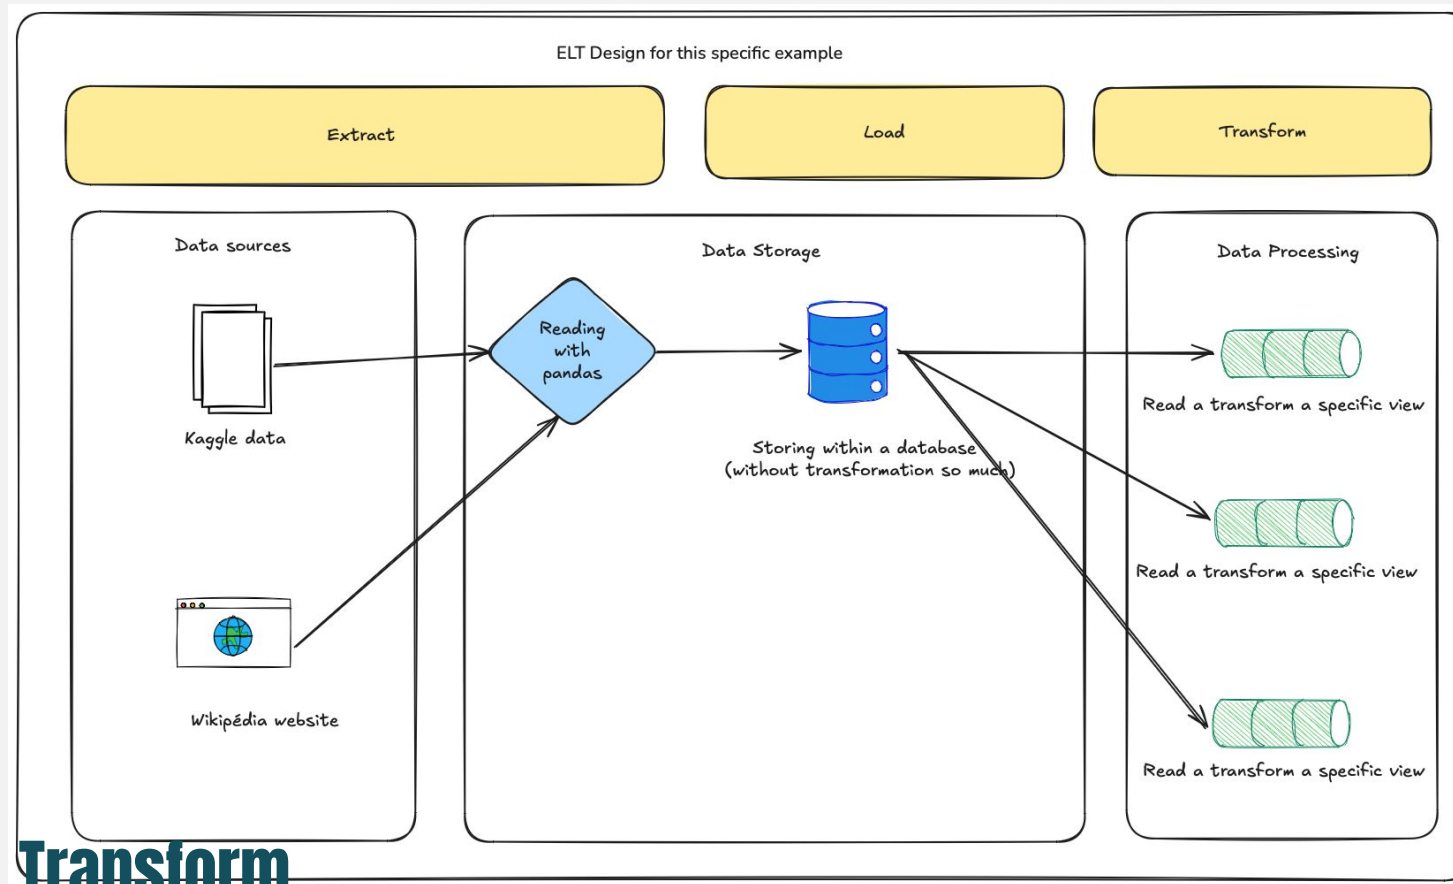 ELT Design for this specific example
Extract
Load
Transform
Data sources
Kaggle data
Wikipédia website
Data Storage
Reading
with
pandas
Storing within a database
(without transformation so much)
Data Processing
Read a transform a specific view
Read a transform a specific view
Read a transform a specific view
Transform